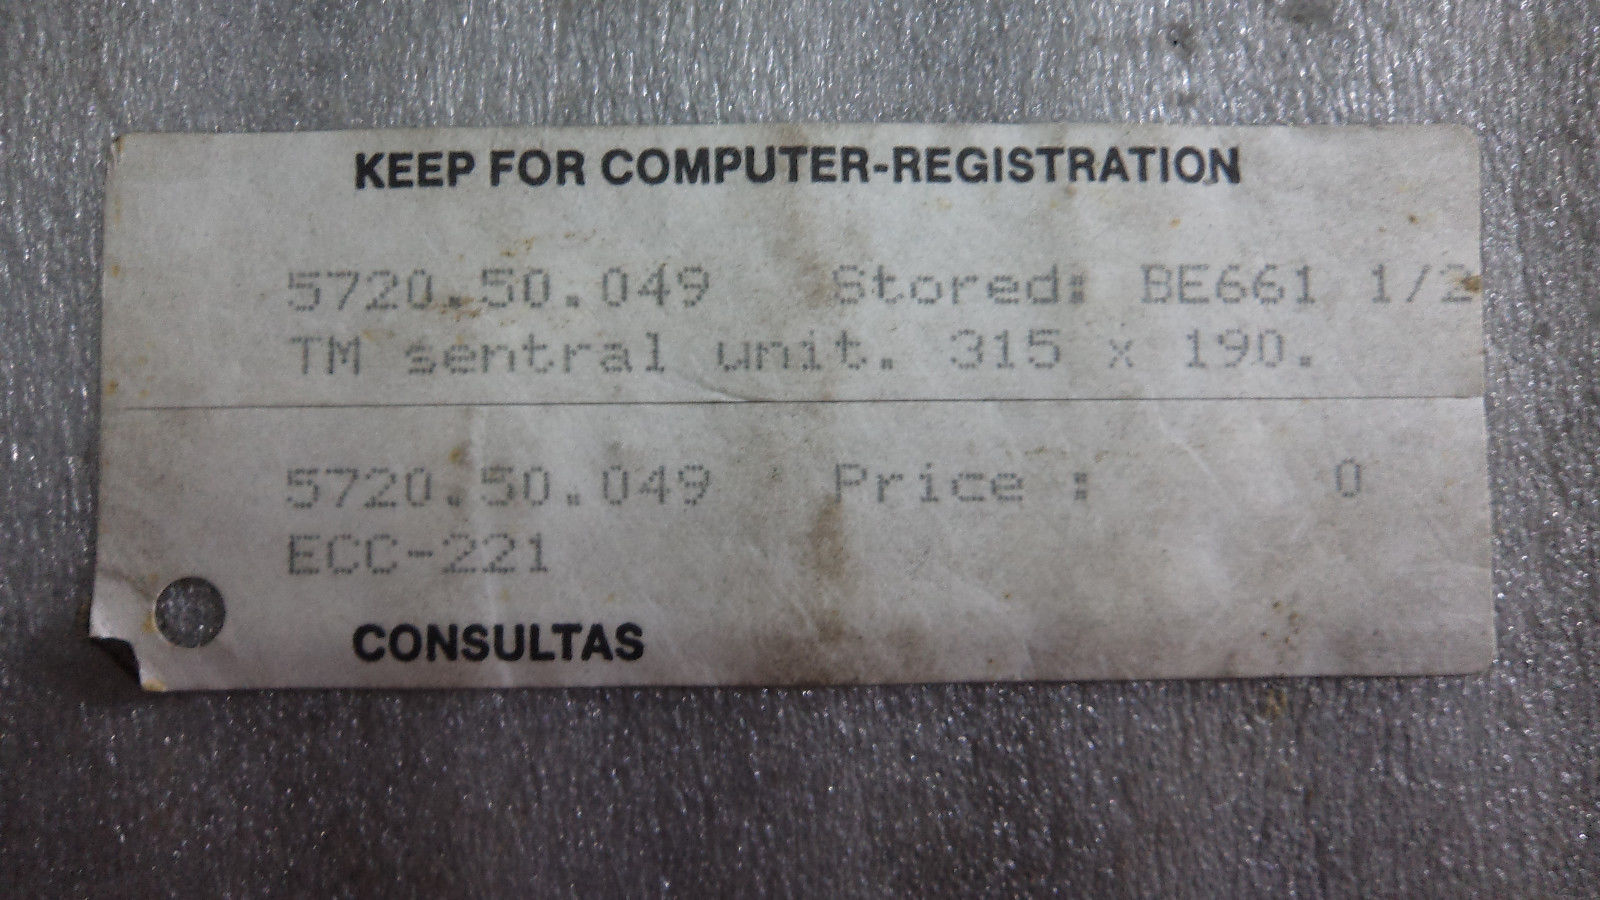 KEEP FOR COMPUTER-REGISTRATION
5720.50.049 Stored: BE661 1/2
TM sentral unit. 315 x 190.
5720.50.049 Price : 0
ECC-221
CONSULTAS